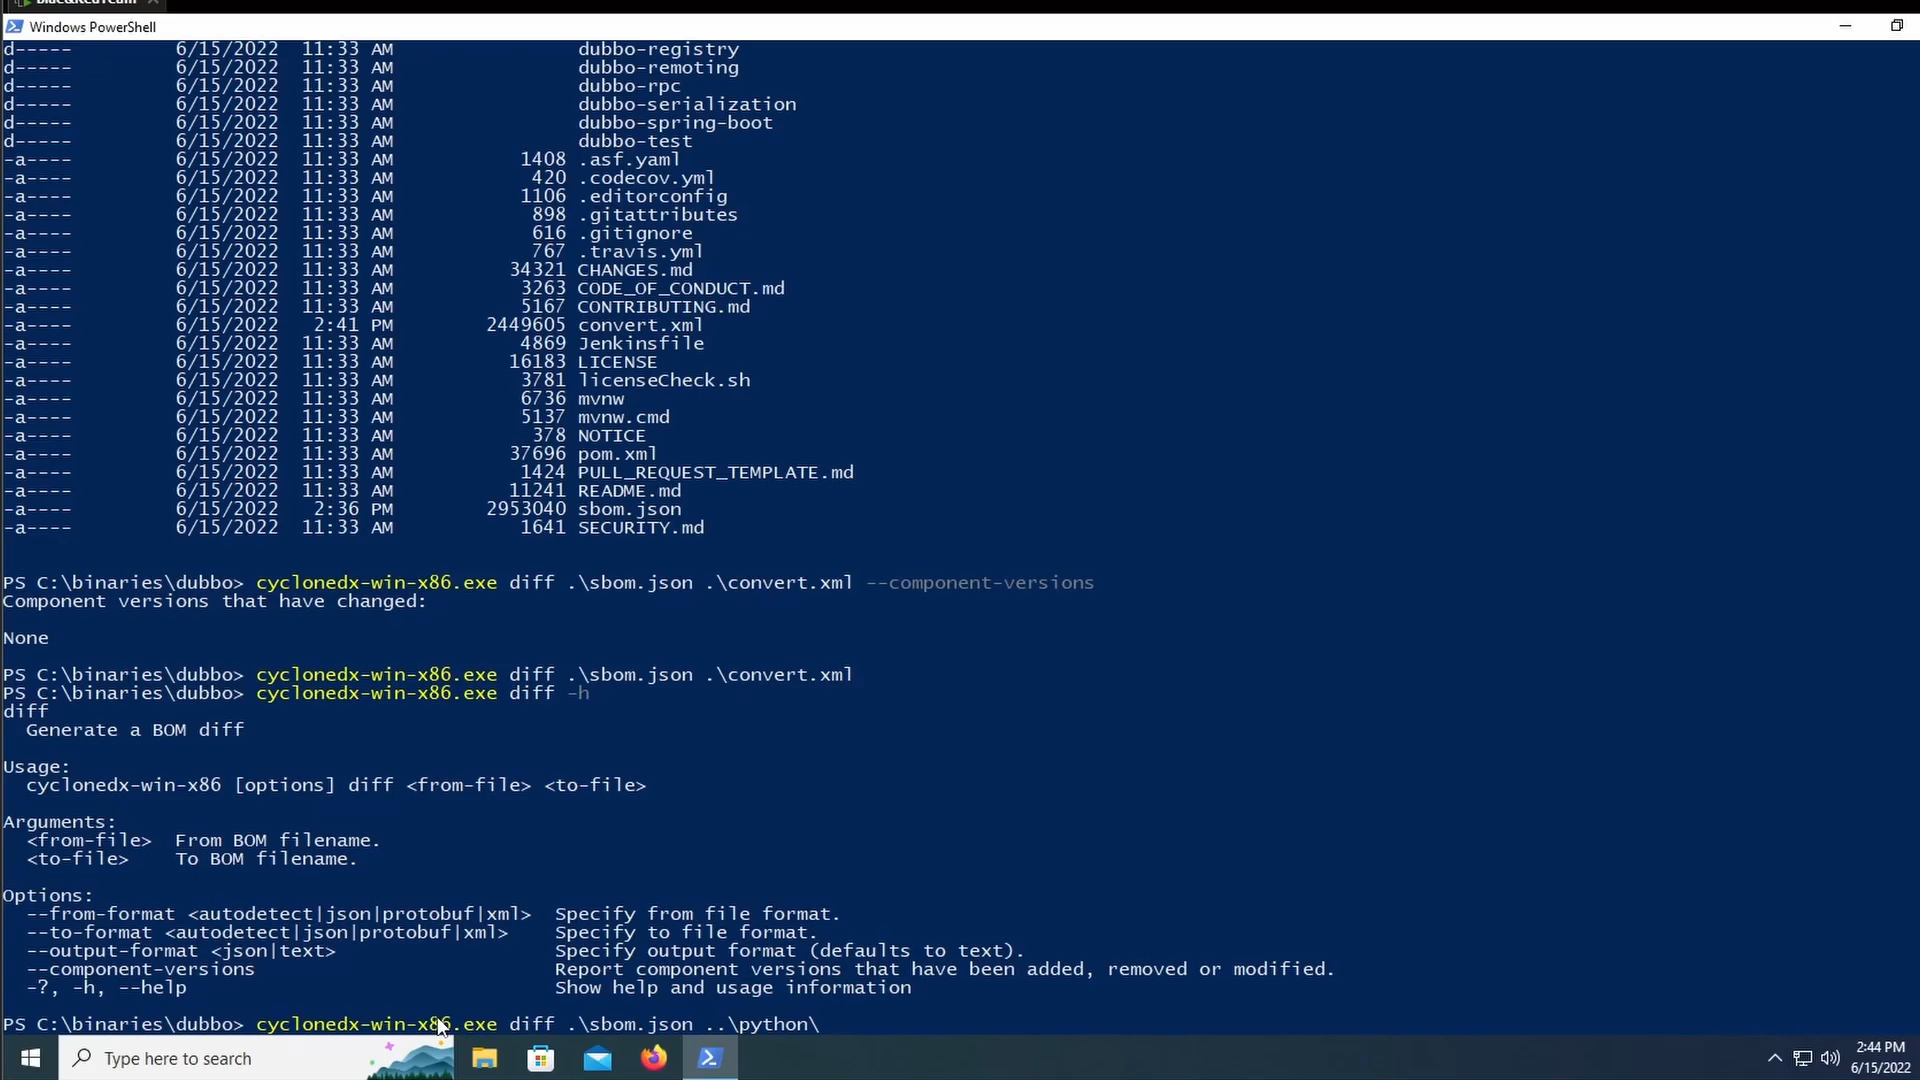 Windows PowerShell
d----- 6/15/2022 11:33 AM dubbo-registry
d----- 6/15/2022 11:33 AM dubbo-remoting
d----- 6/15/2022 11:33 AM dubbo-rpc
d----- 6/15/2022 11:33 AM dubbo-serialization
d----- 6/15/2022 11:33 AM dubbo-spring-boot
d----- 6/15/2022 11:33 AM dubbo-test
-a---- 6/15/2022 11:33 AM 1408 .asf.yaml
-a---- 6/15/2022 11:33 AM 420 .codecov.yml
-a---- 6/15/2022 11:33 AM 1106 .editorconfig
-a---- 6/15/2022 11:33 AM 898 .gitattributes
-a---- 6/15/2022 11:33 AM 616 .gitignore
-a---- 6/15/2022 11:33 AM 767 .travis.yml
-a---- 6/15/2022 11:33 AM 34321 CHANGES.md
-a---- 6/15/2022 11:33 AM 3263 CODE_OF_CONDUCT.md
-a---- 6/15/2022 11:33 AM 5167 CONTRIBUTING.md
-a---- 6/15/2022 2:41 PM 2449605 convert.xml
-a---- 6/15/2022 11:33 AM 4869 Jenkinsfile
-a---- 6/15/2022 11:33 AM 16183 LICENSE
-a---- 6/15/2022 11:33 AM 3781 licenseCheck.sh
-a---- 6/15/2022 11:33 AM 6736 mvnw
-a---- 6/15/2022 11:33 AM 5137 mvnw.cmd
-a---- 6/15/2022 11:33 AM 378 NOTICE
-a---- 6/15/2022 11:33 AM 37696 pom.xml
-a---- 6/15/2022 11:33 AM 1424 PULL_REQUEST_TEMPLATE.md
-a---- 6/15/2022 11:33 AM 11241 README.md
-a---- 6/15/2022 2:36 PM 2953040 sbom.json
-a---- 6/15/2022 11:33 AM 1641 SECURITY.md
PS C:\binaries\dubbo> cyclonedx-win-x86.exe diff .\sbom.json .\convert.xml --component-versions
Component versions that have changed:
None
PS C:\binaries\dubbo> cyclonedx-win-x86.exe diff .\sbom.json .\convert.xml
PS C:\binaries\dubbo> cyclonedx-win-x86.exe diff -h
diff
Generate a BOM diff
Usage:
cyclonedx-win-x86 [options] diff <from-file> <to-file>
Arguments:
<from-file> From BOM filename.
<to-file> To BOM filename.
Options:
--from-format <autodetect|json|protobuf|xml> Specify from file format.
--to-format <autodetect|json|protobuf|xml> Specify to file format.
--output-format <json|text> Specify output format (defaults to text).
--component-versions Report component versions that have been added, removed or modified.
-?, -h, --help Show help and usage information
PS C:\binaries\dubbo> cyclonedx-win-x86.exe diff .\sbom.json ..\python\
Type here to search
2:44 PM
6/15/2022